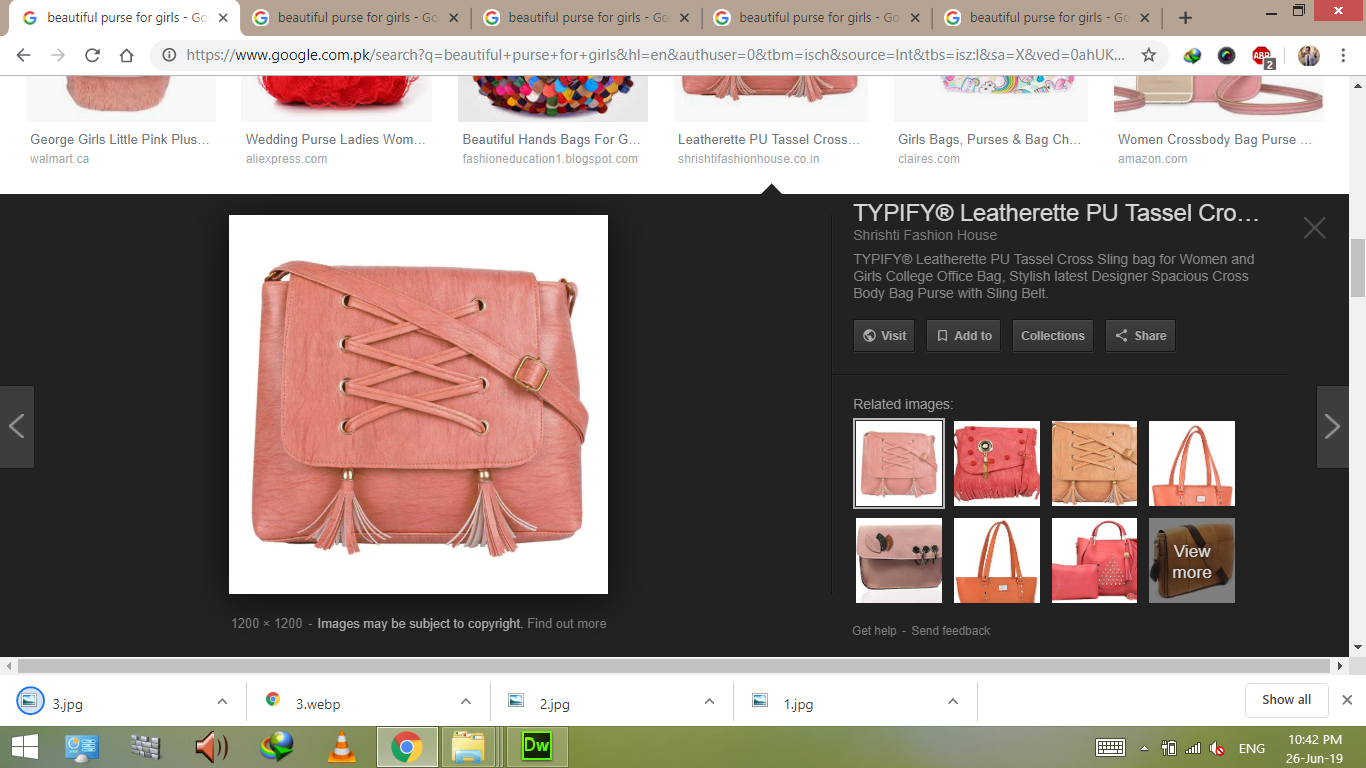 beautiful purse for girls - Go
beautiful purse for girls - Go
beautiful purse for girls - Go
beautiful purse for girls - Go
beautiful purse for girls - Go
https://www.google.com.pk/search?q=beautiful+purse+for+girls&hl=en&authuser=0&tbm=isch&source=lnt&tbs=isz:l&sa=X&ved=0ahUK...
ABP
2
George Girls Little Pink Plus...
walmart.ca
Wedding Purse Ladies Wom...
aliexpress.com
Beautiful Hands Bags For G...
fashioneducation1.blogspot.com
Leatherette PU Tassel Cross...
shrishtifashionhouse.co.in
Girls Bags, Purses & Bag Ch...
claires.com
Women Crossbody Bag Purse ...
amazon.com
TYPIFY® Leatherette PU Tassel Cro...
Shrishti Fashion House
TYPIFY® Leatherette PU Tassel Cross Sling bag for Women and
Girls College Office Bag, Stylish latest Designer Spacious Cross
Body Bag Purse with Sling Belt.
Visit
Add to
Collections
Share
Related images:
View
more
1200 × 1200 - Images may be subject to copyright. Find out more
Get help - Send feedback
3.jpg
3.webp
2.jpg
1.jpg
Show all
Dw
ENG
10:42 PM
26-Jun-19